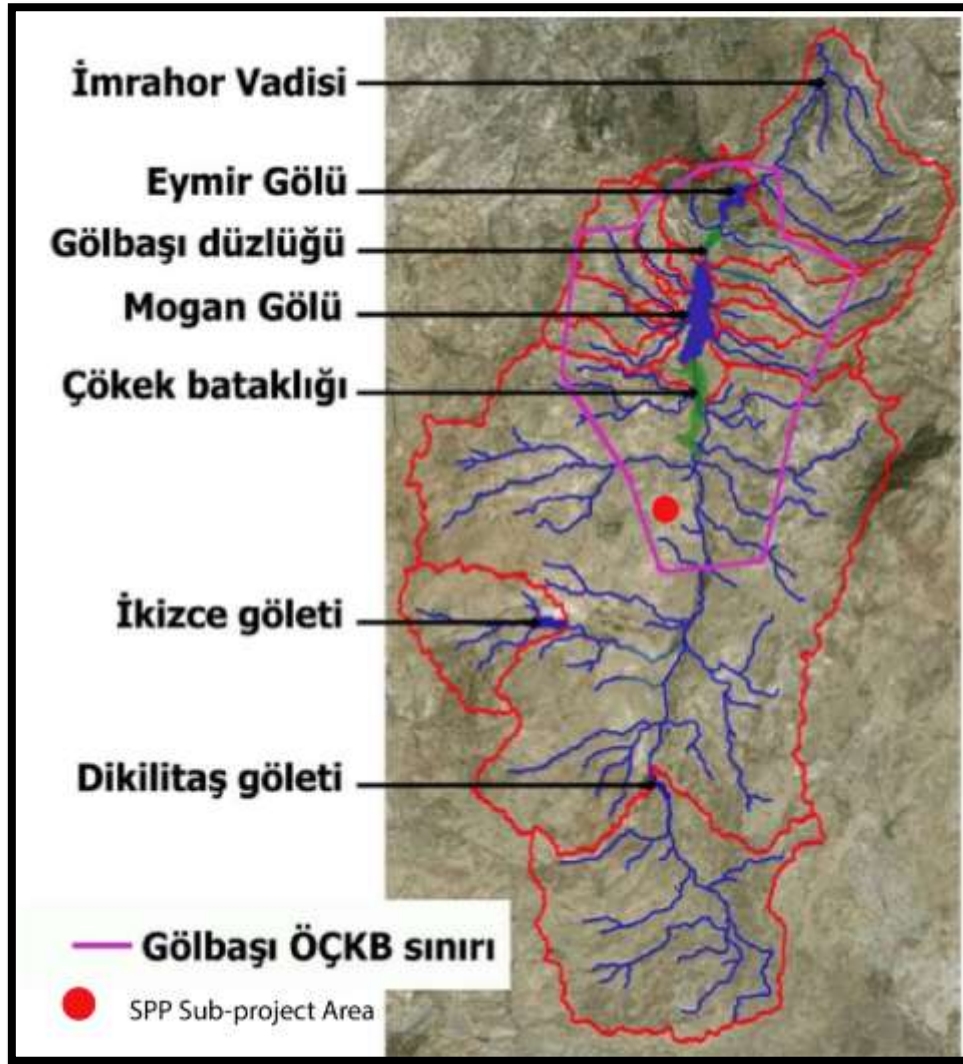 İmrahor Vadisi
Eymir Gölü
Gölbaşı düzlüğü
Mogan Gölü
Çökek bataklığı
İkizce göleti
Dikilitaş göleti
Gölbaşı ÖÇKB sınırı
SPP Sub-project Area